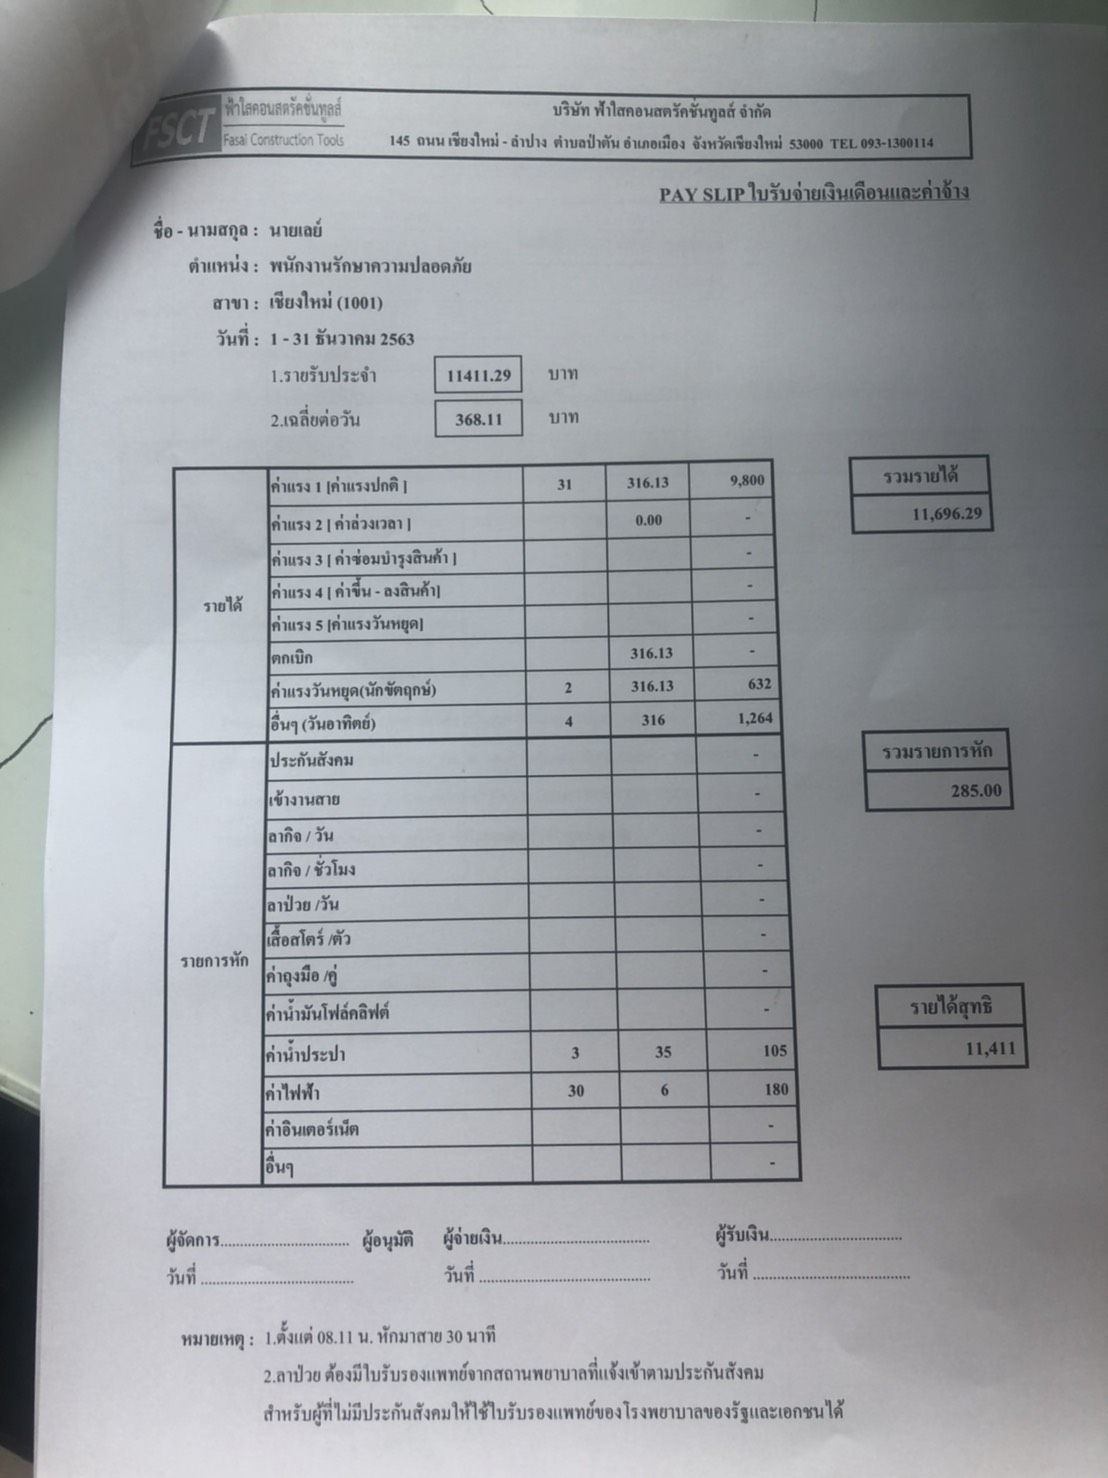 FSCT ฟ้าใสคอนสตรัคชั่นทูลส์
Fasai Construction Tools
บริษัท ฟ้าใสคอนสตรัคชั่นทูลส์ จำกัด
145 ถนน เชียงใหม่ - ลำปาง ตำบลป่าตัน อำเภอเมือง จังหวัดเชียงใหม่ 53000 TEL 093-1300114
PAY SLIP ใบรับจ่ายเงินเดือนและค่าจ้าง
ชื่อ - นามสกุล : นายเลย์
ตำแหน่ง : พนักงานรักษาความปลอดภัย
สาขา : เชียงใหม่ (1001)
วันที่ : 1 - 31 ธันวาคม 2563
1.รายรับประจำ 11411.29 บาท
2.เฉลี่ยต่อวัน 368.11 บาท
รายได้
ค่าแรง 1 [ค่าแรงปกติ ] 31 316.13 9,800
ค่าแรง 2 [ ค่าล่วงเวลา ] 0.00 -
ค่าแรง 3 [ ค่าซ่อมบำรุงสินค้า ] -
ค่าแรง 4 [ ค่าขึ้น - ลงสินค้า] -
ค่าแรง 5 [ค่าแรงวันหยุด] -
ตกเบิก 316.13 -
ค่าแรงวันหยุด(นักขัตฤกษ์) 2 316.13 632
อื่นๆ (วันอาทิตย์) 4 316 1,264
รวมรายได้
11,696.29
รายการหัก
ประกันสังคม -
เข้างานสาย -
ลากิจ / วัน -
ลากิจ / ชั่วโมง -
ลาป่วย /วัน -
เสื้อสโตร์ /ตัว -
ค่าถุงมือ /คู่ -
ค่าน้ำมันโฟล์คลิฟต์ -
ค่าน้ำประปา 3 35 105
ค่าไฟฟ้า 30 6 180
ค่าอินเตอร์เน็ต -
อื่นๆ -
รวมรายการหัก
285.00
รายได้สุทธิ
11,411
ผู้จัดการ................................ ผู้อนุมัติ ผู้จ่ายเงิน..................................... ผู้รับเงิน.................................
วันที่ ...................................... วันที่ ........................................... วันที่ .......................................
หมายเหตุ : 1.ตั้งแต่ 08.11 น. หักมาสาย 30 นาที
2.ลาป่วย ต้องมีใบรับรองแพทย์จากสถานพยาบาลที่แจ้งเข้าตามประกันสังคม
สำหรับผู้ที่ไม่มีประกันสังคมให้ใช้ใบรับรองแพทย์ของโรงพยาบาลของรัฐและเอกชนได้